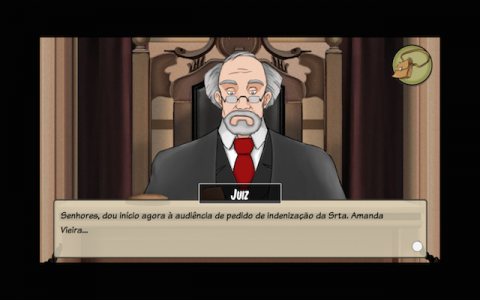 Juiz
Senhores, dou início agora à audiência de pedido de indenização da Srta. Amanda
Vieira...